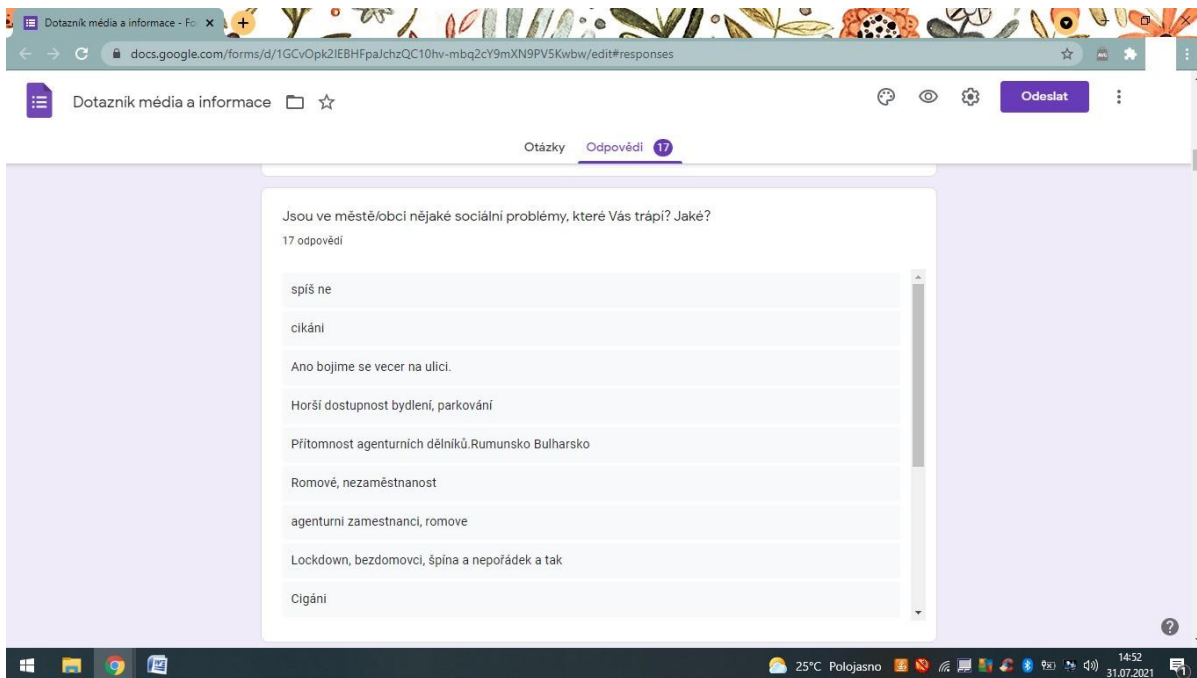 Dotazník média a informace - Fo
docs.google.com/forms/d/1GCvOpk2IEBHFpaJchzQC10hv-mbq2cY9mXN9PV5Kwbw/edit#responses
Dotazník média a informace
Odeslat
Otázky Odpovědi 17
Jsou ve městě/obci nějaké sociální problémy, které Vás trápí? Jaké?
17 odpovědí
spíš ne
cikáni
Ano bojime se vecer na ulici.
Horší dostupnost bydlení, parkování
Přítomnost agenturních dělníků.Rumunsko Bulharsko
Romové, nezaměstnanost
agenturni zamestnanci, romove
Lockdown, bezdomovci, špína a nepořádek a tak
Cigáni
25°C Polojasno
14:52
31.07.2021